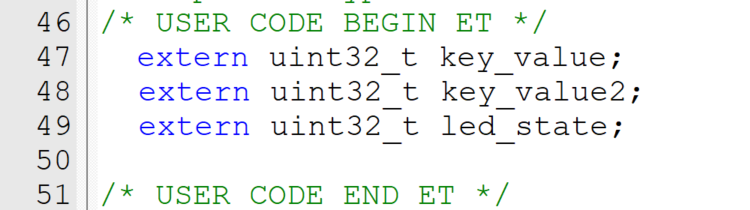 46 /* USER CODE BEGIN ET */
47 extern uint32_t key_value;
48 extern uint32_t key_value2;
49 extern uint32_t led_state;
50
51 /* USER CODE END ET */